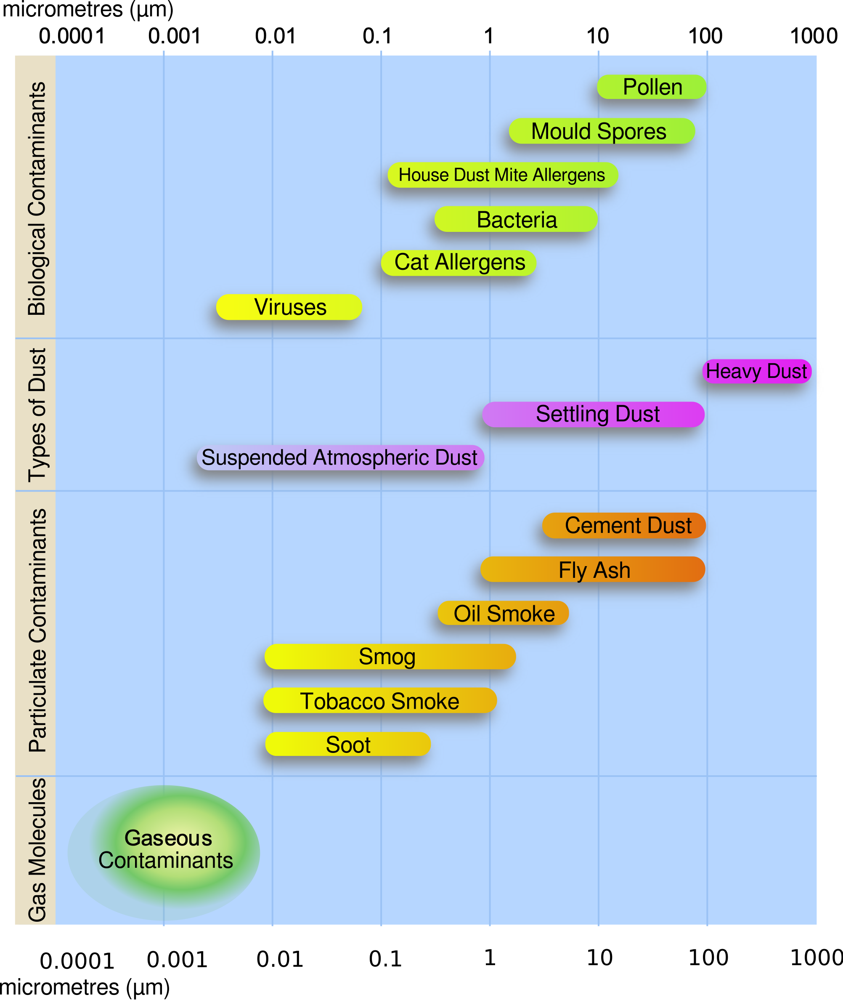 micrometres (µm)
0.0001 0.001 0.01 0.1 1 10 100 1000
Biological Contaminants
Pollen
Mould Spores
House Dust Mite Allergens
Bacteria
Cat Allergens
Viruses
Types of Dust
Heavy Dust
Settling Dust
Suspended Atmospheric Dust
Particulate Contaminants
Cement Dust
Fly Ash
Oil Smoke
Smog
Tobacco Smoke
Soot
Gas Molecules
Gaseous
Contaminants
0.0001 0.001 0.01 0.1 1 10 100 1000
micrometres (µm)